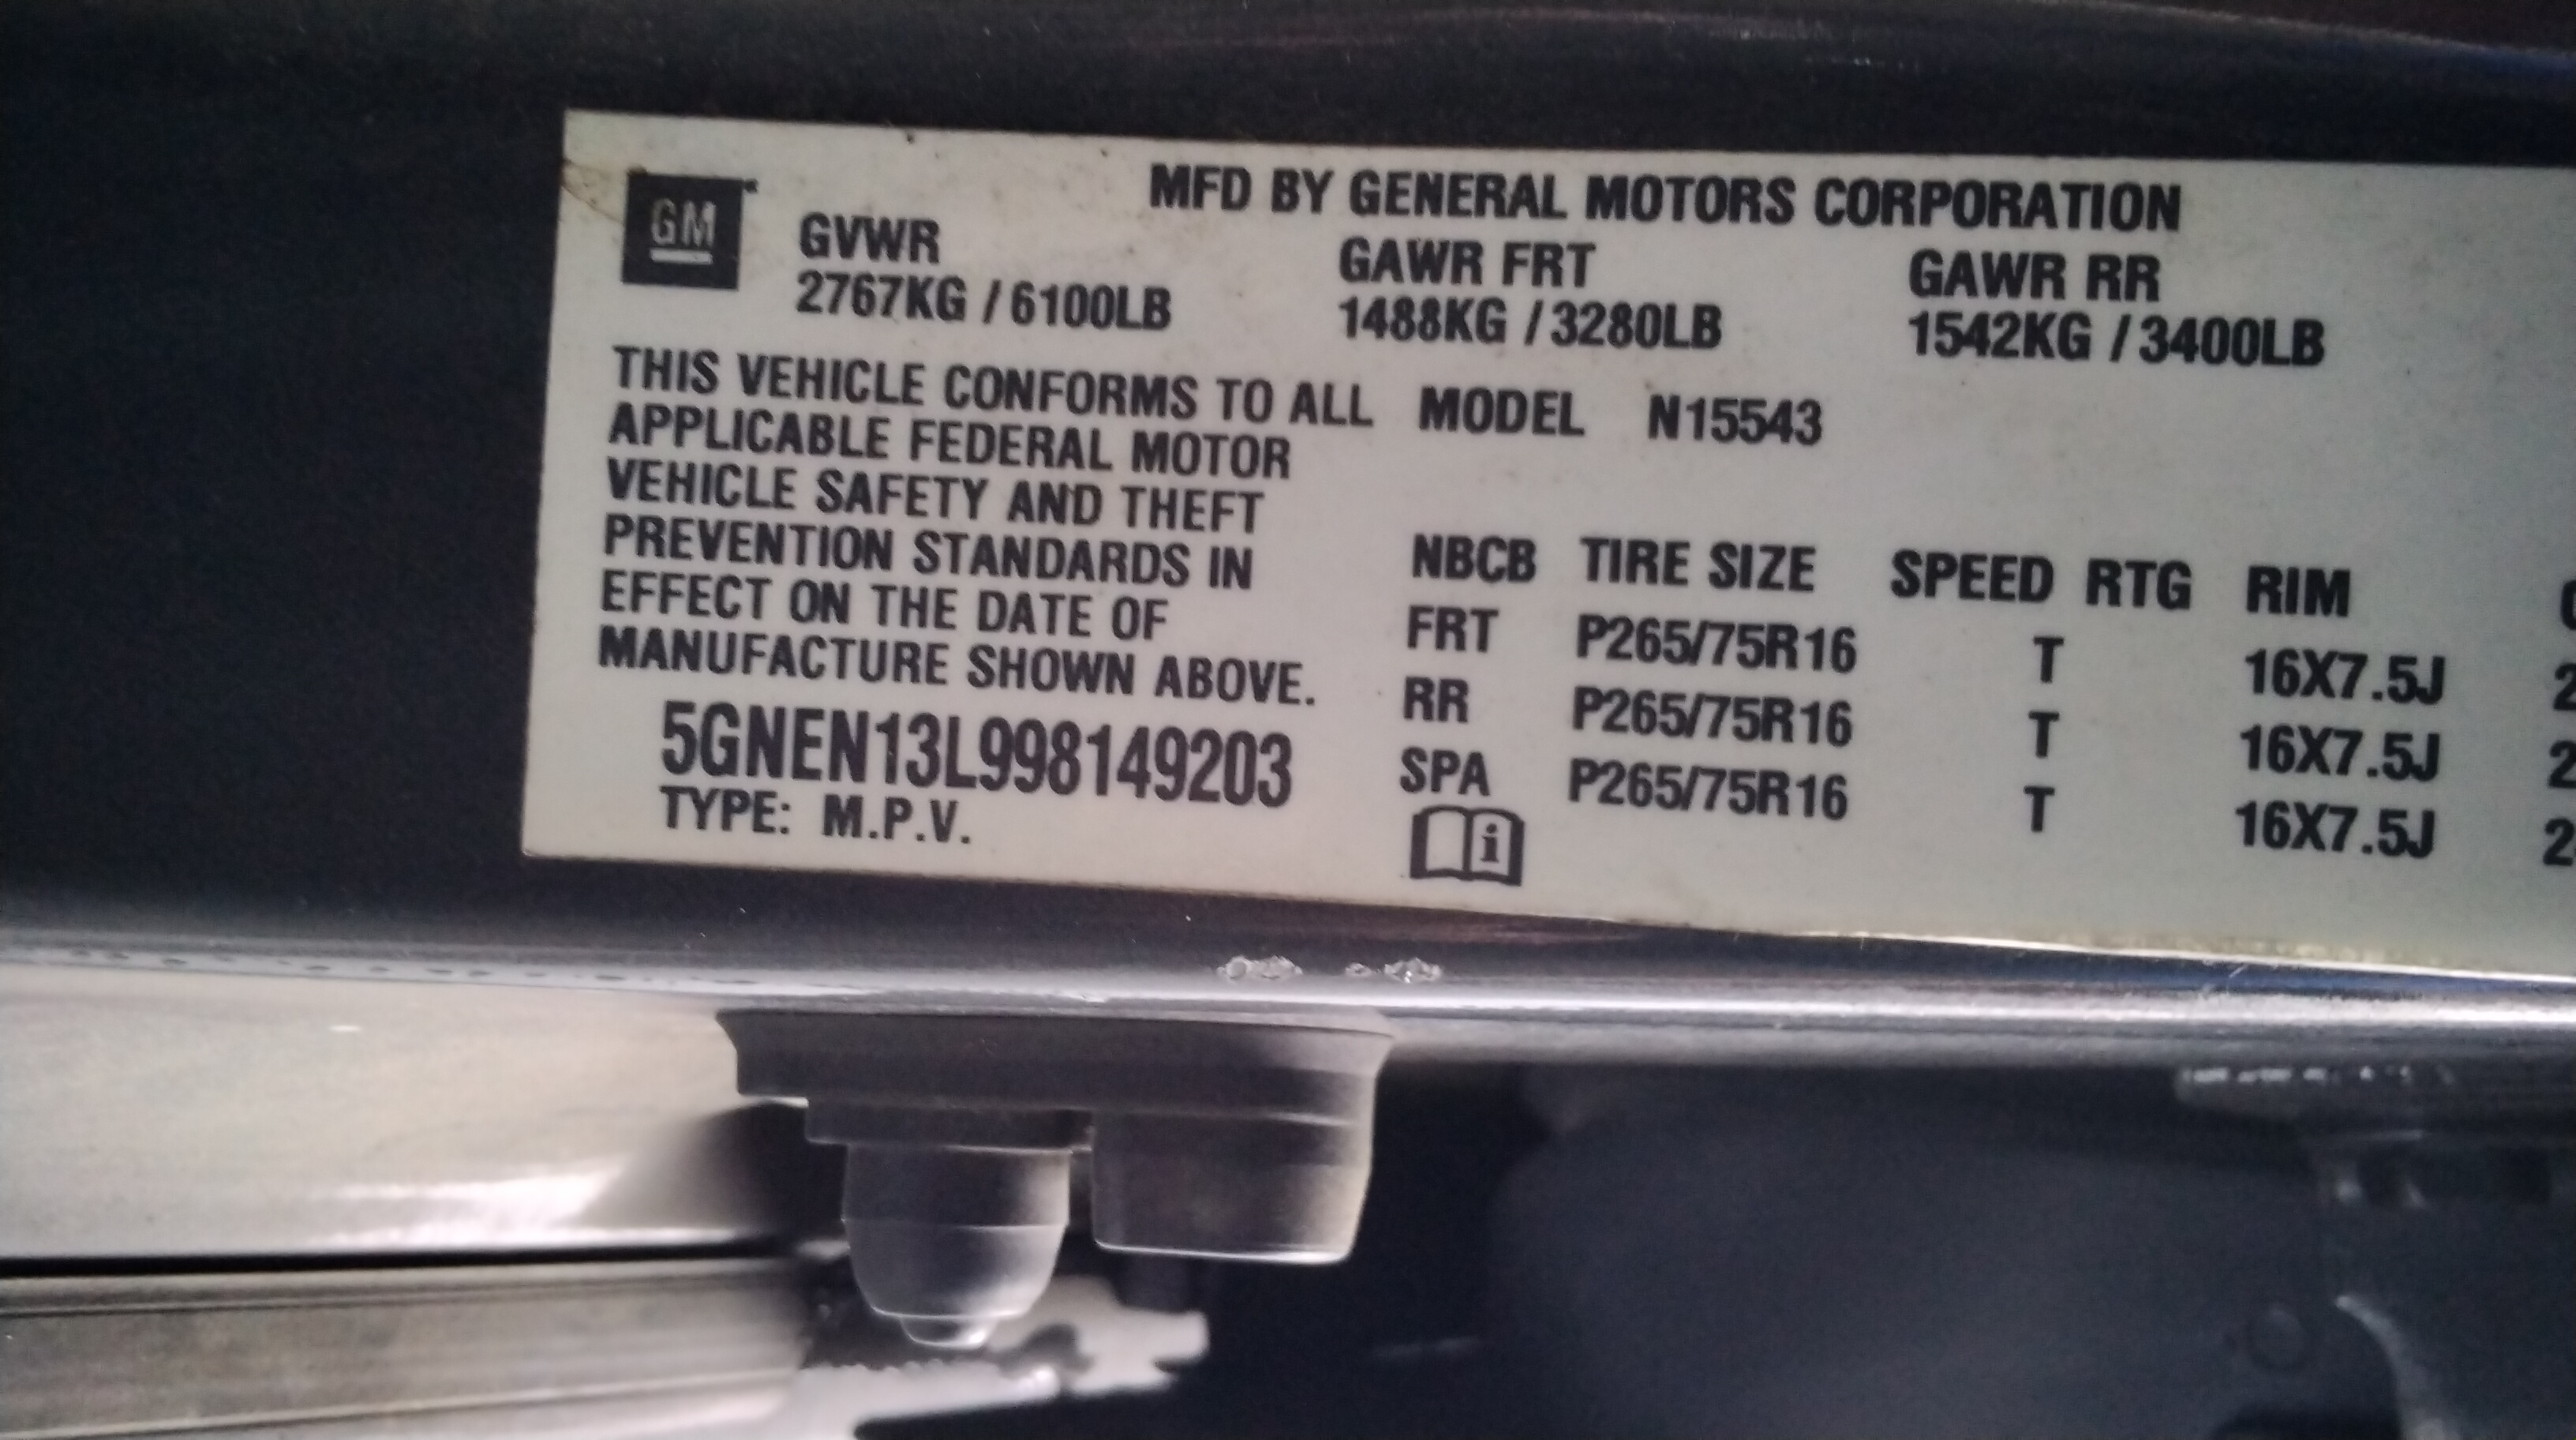 GM
MFD BY GENERAL MOTORS CORPORATION
GVWR GAWR FRT GAWR RR
2767KG / 6100LB 1488KG / 3280LB 1542KG / 3400LB
THIS VEHICLE CONFORMS TO ALL
APPLICABLE FEDERAL MOTOR
VEHICLE SAFETY AND THEFT
PREVENTION STANDARDS IN
EFFECT ON THE DATE OF
MANUFACTURE SHOWN ABOVE.
5GNEN13L998149203
TYPE: M.P.V.
MODEL N15543
NBCB TIRE SIZE SPEED RTG RIM
FRT P265/75R16 T 16X7.5J
RR P265/75R16 T 16X7.5J
SPA P265/75R16 T 16X7.5J
i